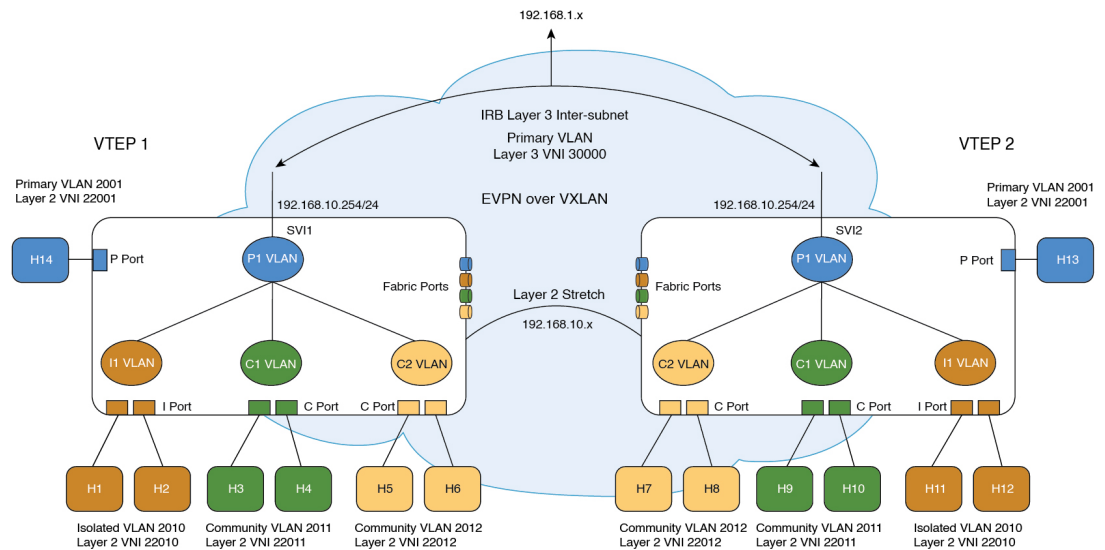 192.168.1.x
IRB Layer 3 Inter-subnet
Primary VLAN
Layer 3 VNI 30000
VTEP 1
VTEP 2
Primary VLAN 2001
Layer 2 VNI 22001
Primary VLAN 2001
Layer 2 VNI 22001
EVPN over VXLAN
192.168.10.254/24
SVI1
192.168.10.254/24
SVI2
H14
P Port
P1 VLAN
Fabric Ports
Fabric Ports
P1 VLAN
P Port
H13
Layer 2 Stretch
192.168.10.x
I1 VLAN
C1 VLAN
C2 VLAN
C2 VLAN
C1 VLAN
I1 VLAN
I Port
C Port
C Port
C Port
C Port
I Port
H1
H2
H3
H4
H5
H6
H7
H8
H9
H10
H11
H12
Isolated VLAN 2010
Layer 2 VNI 22010
Community VLAN 2011
Layer 2 VNI 22011
Community VLAN 2012
Layer 2 VNI 22012
Community VLAN 2012
Layer 2 VNI 22012
Community VLAN 2011
Layer 2 VNI 22011
Isolated VLAN 2010
Layer 2 VNI 22010